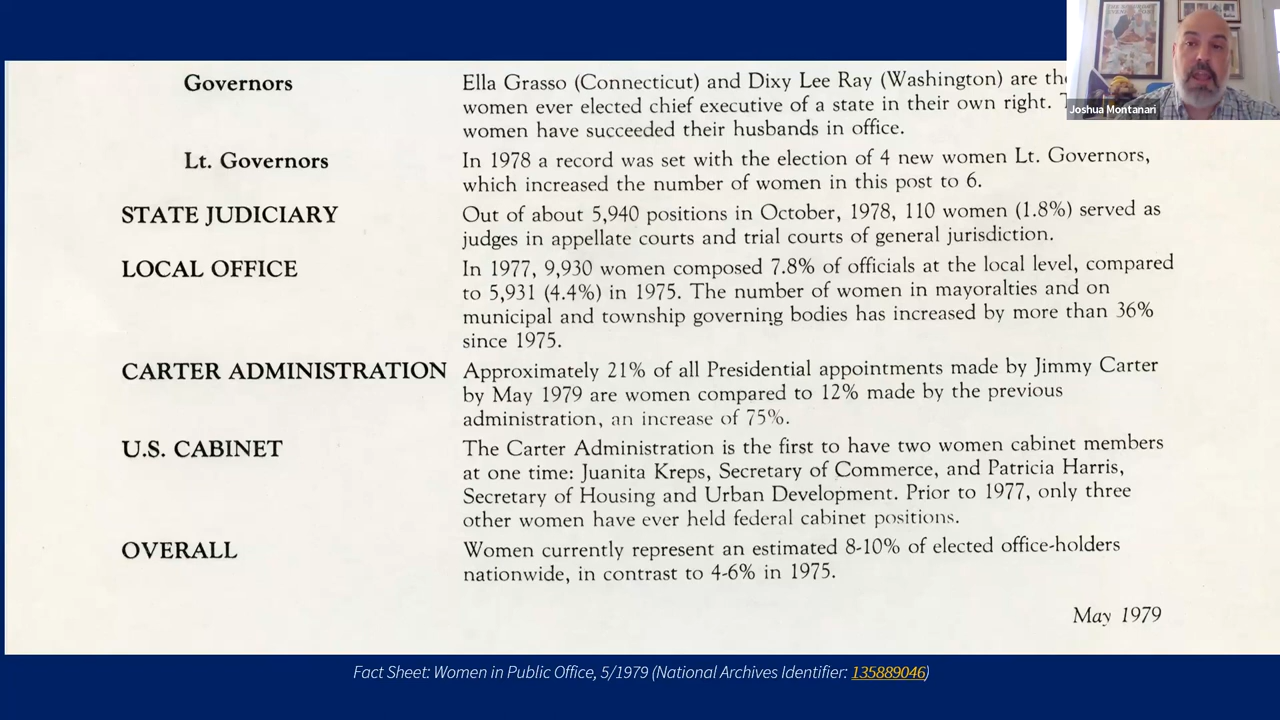 Governors Ella Grasso (Connecticut) and Dixy Lee Ray (Washington) are the
women ever elected chief executive of a state in their own right.
women have succeeded their husbands in office.
Lt. Governors In 1978 a record was set with the election of 4 new women Lt. Governors,
which increased the number of women in this post to 6.
STATE JUDICIARY Out of about 5,940 positions in October, 1978, 110 women (1.8%) served as
judges in appellate courts and trial courts of general jurisdiction.
LOCAL OFFICE In 1977, 9,930 women composed 7.8% of officials at the local level, compared
to 5,931 (4.4%) in 1975. The number of women in mayoralties and on
municipal and township governing bodies has increased by more than 36%
since 1975.
CARTER ADMINISTRATION Approximately 21% of all Presidential appointments made by Jimmy Carter
by May 1979 are women compared to 12% made by the previous
administration, an increase of 75%.
U.S. CABINET The Carter Administration is the first to have two women cabinet members
at one time: Juanita Kreps, Secretary of Commerce, and Patricia Harris,
Secretary of Housing and Urban Development. Prior to 1977, only three
other women have ever held federal cabinet positions.
OVERALL Women currently represent an estimated 8-10% of elected office-holders
nationwide, in contrast to 4-6% in 1975.
May 1979
Fact Sheet: Women in Public Office, 5/1979 (National Archives Identifier: 135889046)
Joshua Montanari